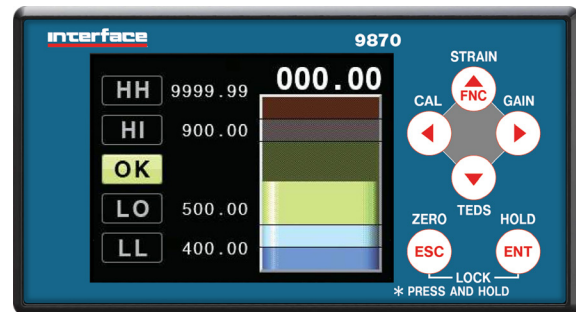 interface
9870
HH 9999.99
000.00
HI 900.00
OK
LO 500.00
LL 400.00
STRAIN
FNC
CAL
GAIN
TEDS
ZERO
HOLD
ESC
ENT
LOCK
* PRESS AND HOLD